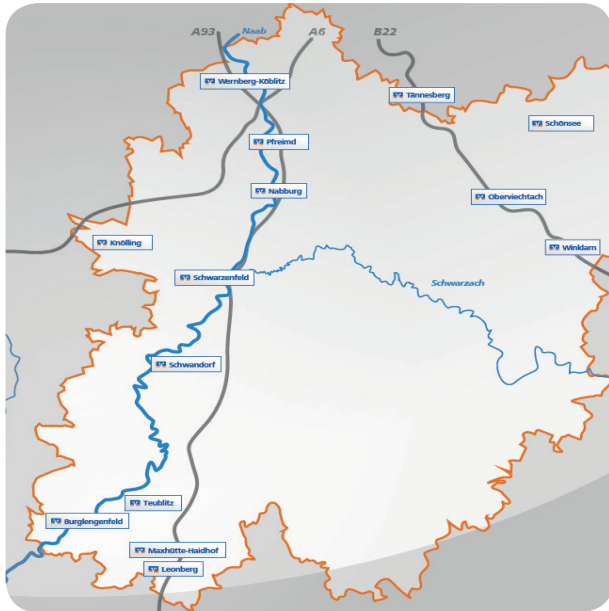 A93
Naab
A6
B22
Wernberg-Köblitz
Tännesberg
Schönsee
Pfreimd
Nabburg
Oberviechtach
Knölling
Winklarn
Schwarzenfeld
Schwarzach
Schwandorf
Teublitz
Burglengenfeld
Maxhütte-Haidhof
Leonberg